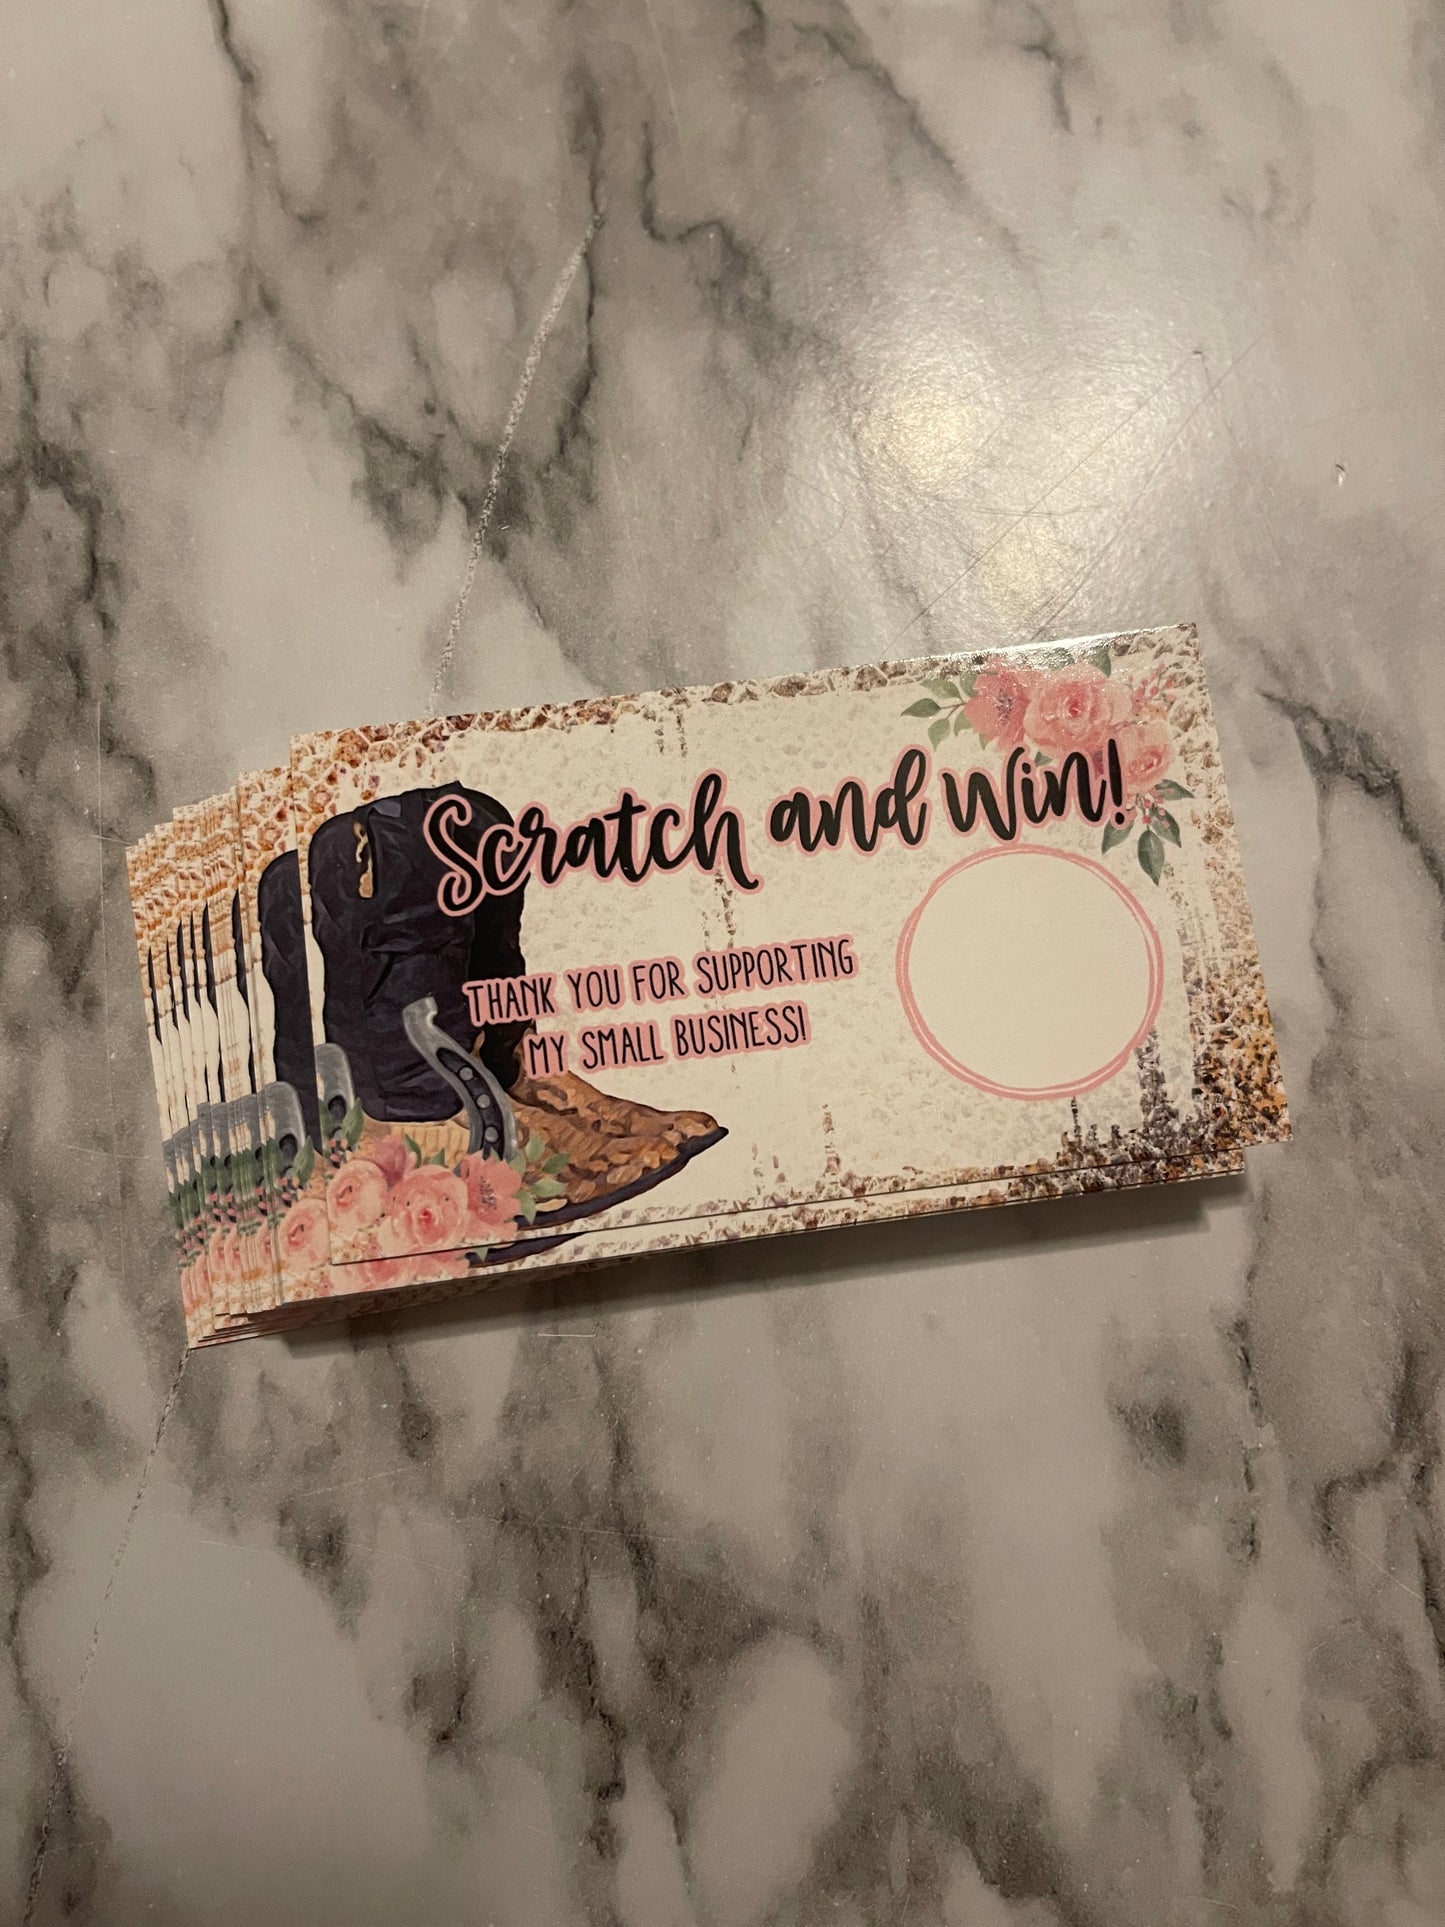 Scratch and Win!
THANK YOU FOR SUPPORTING
MY SMALL BUSINESS!